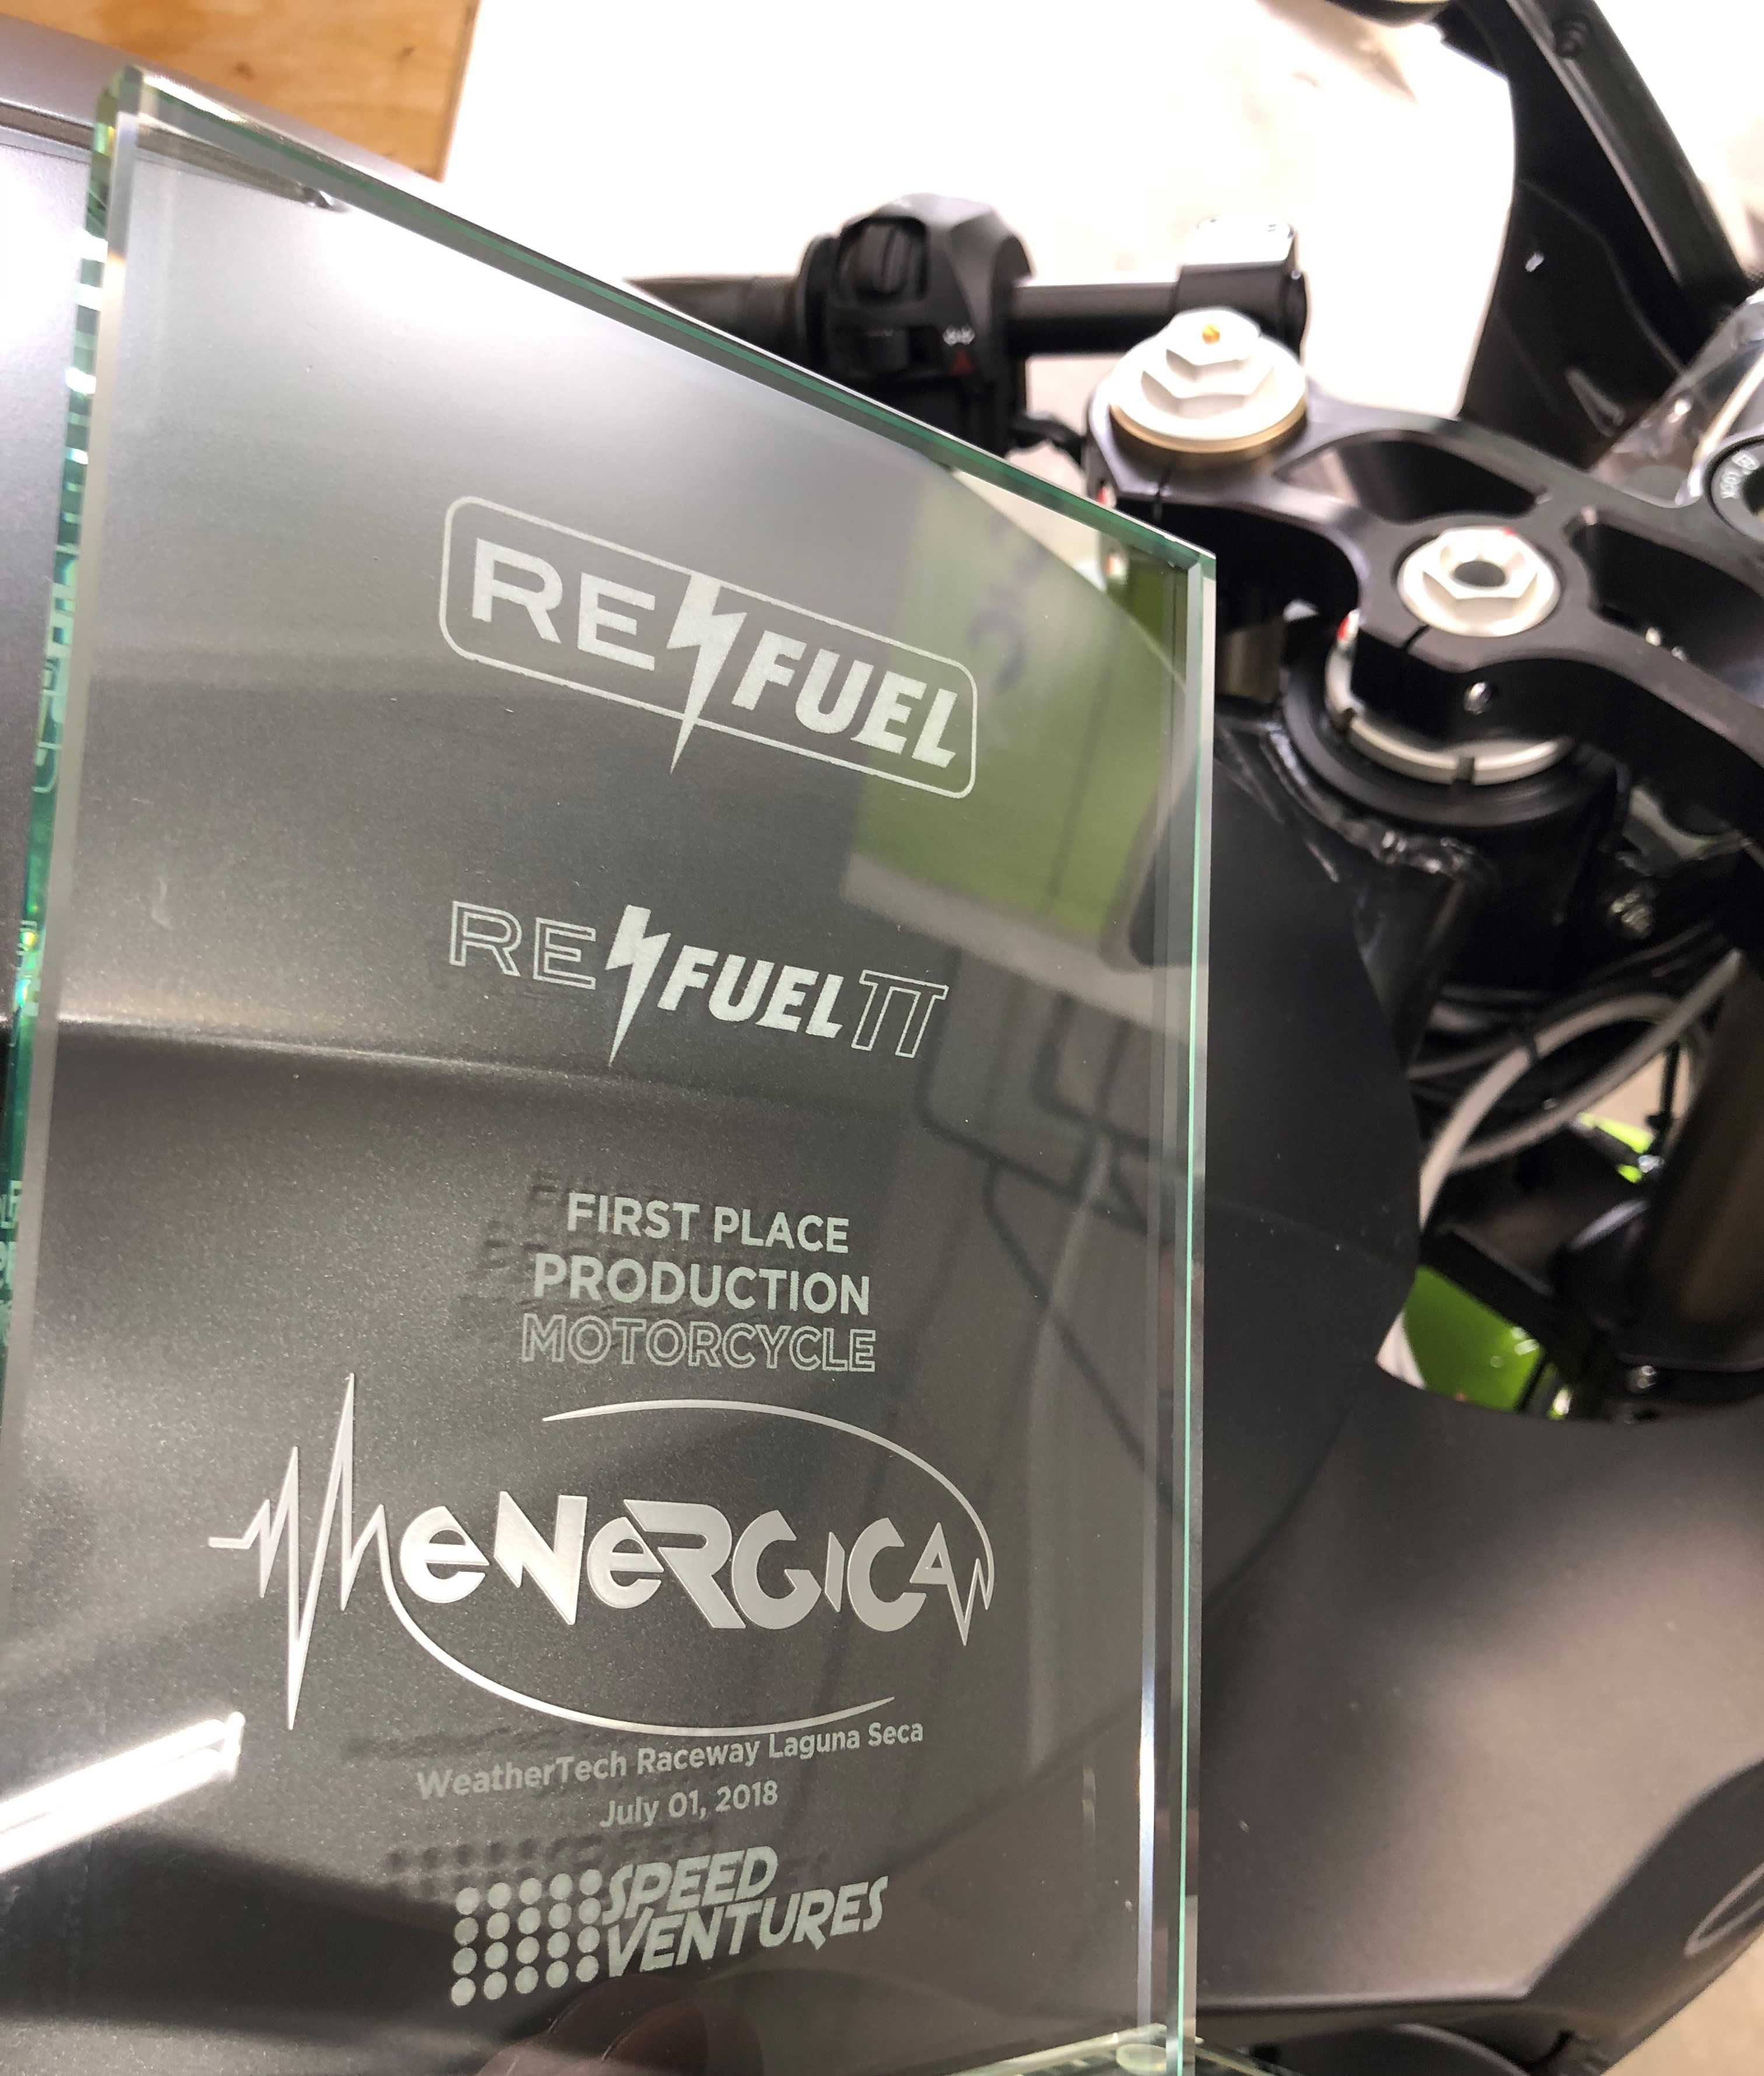 RE FUEL
RE FUEL TT
FIRST PLACE
PRODUCTION
MOTORCYCLE
eNeRGICA
WeatherTech Raceway Laguna Seca
July 01, 2018
SPEED
VENTURES